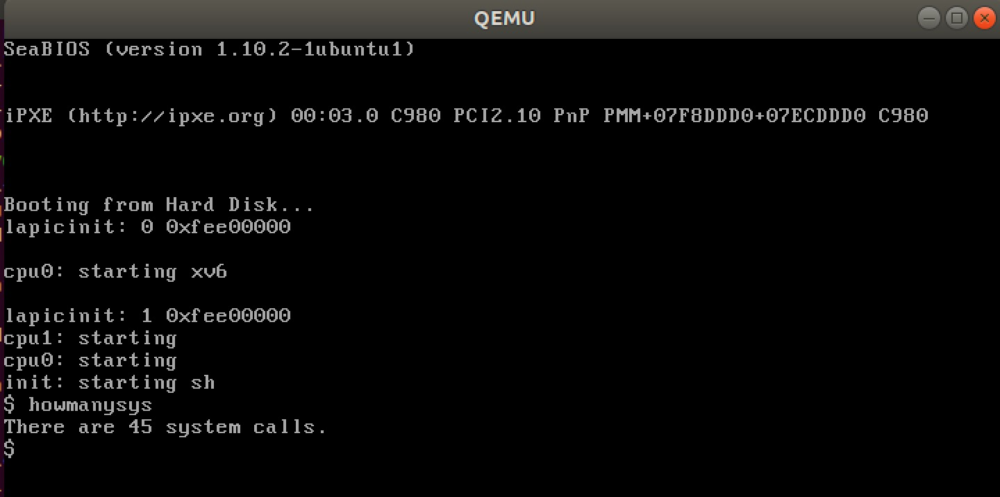 QEMU
SeaBIOS (version 1.10.2-1ubuntu1)
iPXE (http://ipxe.org) 00:03.0 C980 PCI2.10 PnP PMM+07F8DDD0+07ECDDD0 C980
Booting from Hard Disk...
lapicinit: 0 0xfee00000
cpu0: starting xv6
lapicinit: 1 0xfee00000
cpu1: starting
cpu0: starting
init: starting sh
$ howmanysys
There are 45 system calls.
$